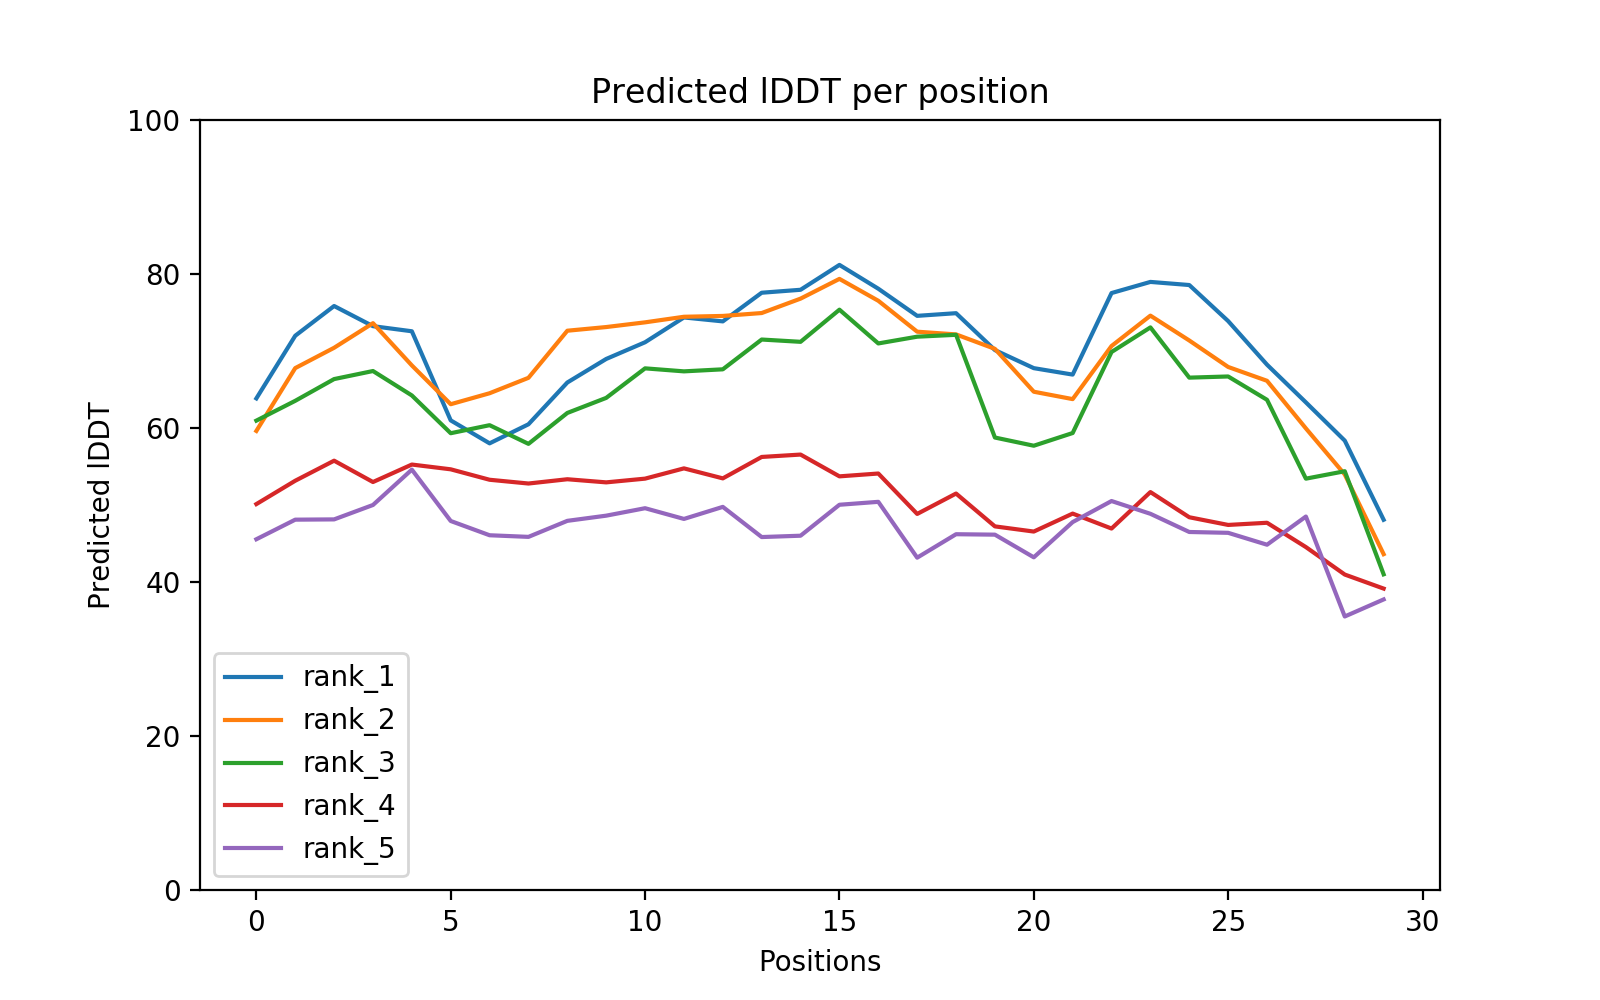 Predicted lDDT per position
100
80
60
40
20
0
Predicted lDDT
rank_1
rank_2
rank_3
rank_4
rank_5
0 5 10 15 20 25 30
Positions